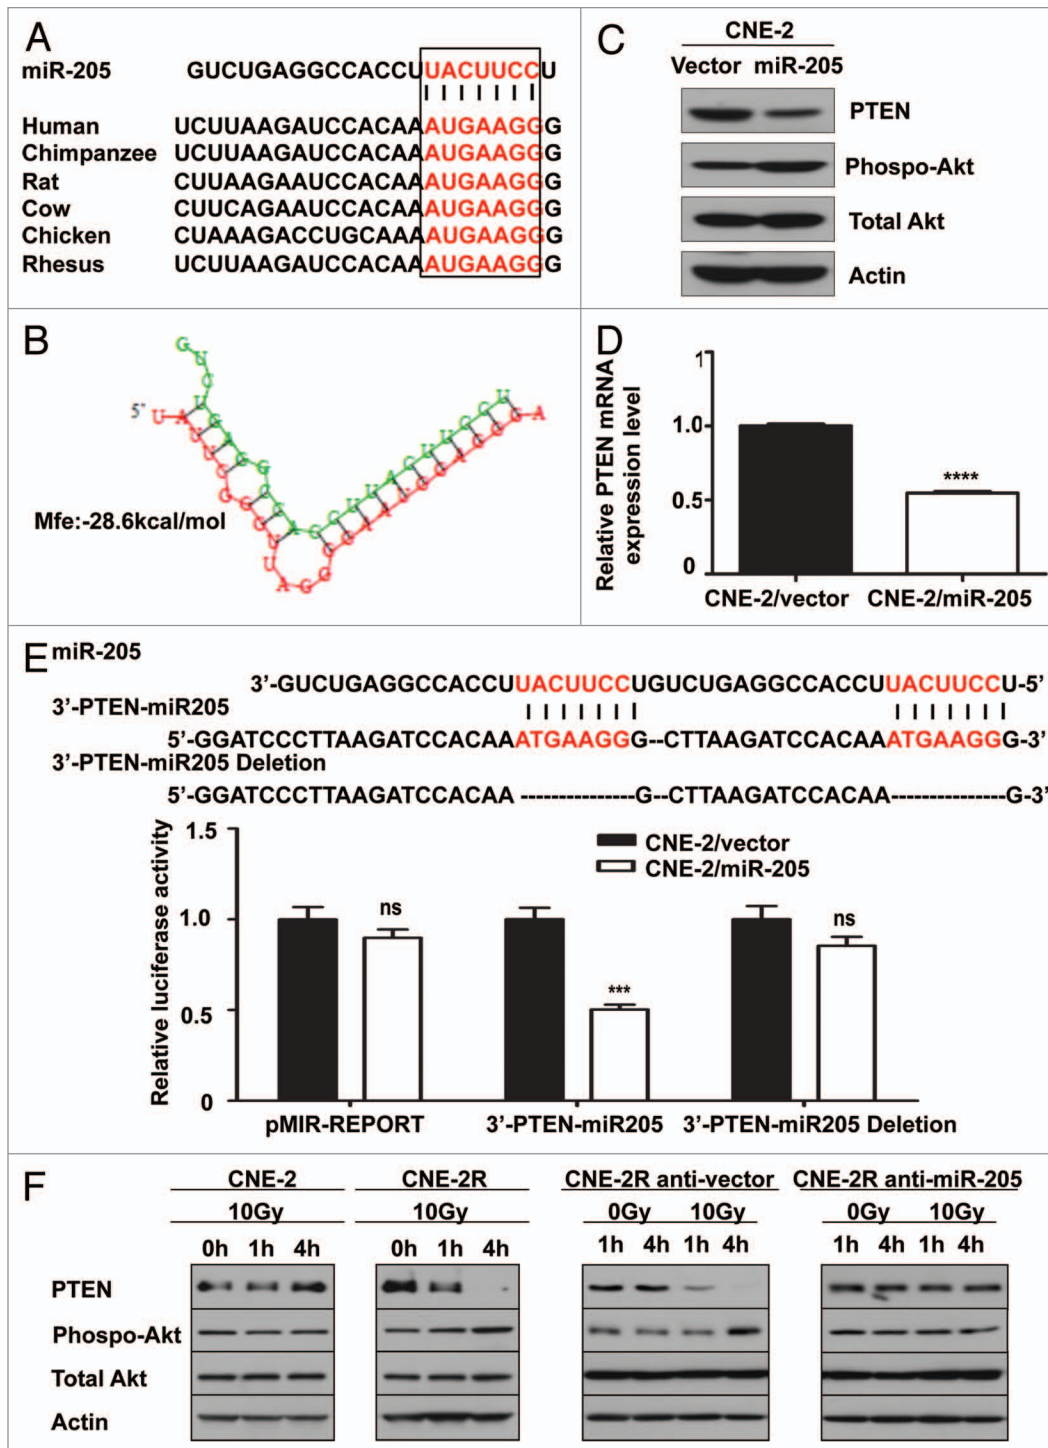 A
miR-205 GUCUGAGGCCACCUUACUUCCU
Human UCUUAAGAUCCACAAAUGAAGGG
Chimpanzee UCUUAAGAUCCACAAAUGAAGGG
Rat CUUAAGAAUCCACAAAUGAAGGG
Cow CUUCAGAAUCCACAAAUGAAGGG
Chicken CUAAAGACCUGCAAAAUGAAGGG
Rhesus UCUUAAGAUCCACAAAUGAAGGG
B
5'
Mfe:-28.6kcal/mol
C
CNE-2
Vector miR-205
PTEN
Phospo-Akt
Total Akt
Actin
D
Relative PTEN mRNA
expression level
1
1.0
0.5
0
****
CNE-2/vector CNE-2/miR-205
E
miR-205
3'-GUCUGAGGCCACCUUACUUCCUGUCUGAGGCCACCUUACUUCCU-5'
3'-PTEN-miR205
5'-GGATCCCTTAAGATCCACAAATGAAGGG--CTTAAGATCCACAAATGAAGGG-3'
3'-PTEN-miR205 Deletion
5'-GGATCCCTTAAGATCCACAA ---------------G--CTTAAGATCCACAA---------------G-3'
Relative luciferase activity
1.5
1.0
0.5
0
CNE-2/vector
CNE-2/miR-205
ns
***
ns
pMIR-REPORT 3'-PTEN-miR205 3'-PTEN-miR205 Deletion
F
CNE-2 CNE-2R CNE-2R anti-vector CNE-2R anti-miR-205
10Gy 10Gy 0Gy 10Gy 0Gy 10Gy
0h 1h 4h 0h 1h 4h 1h 4h 1h 4h 1h 4h 1h 4h
PTEN
Phospo-Akt
Total Akt
Actin